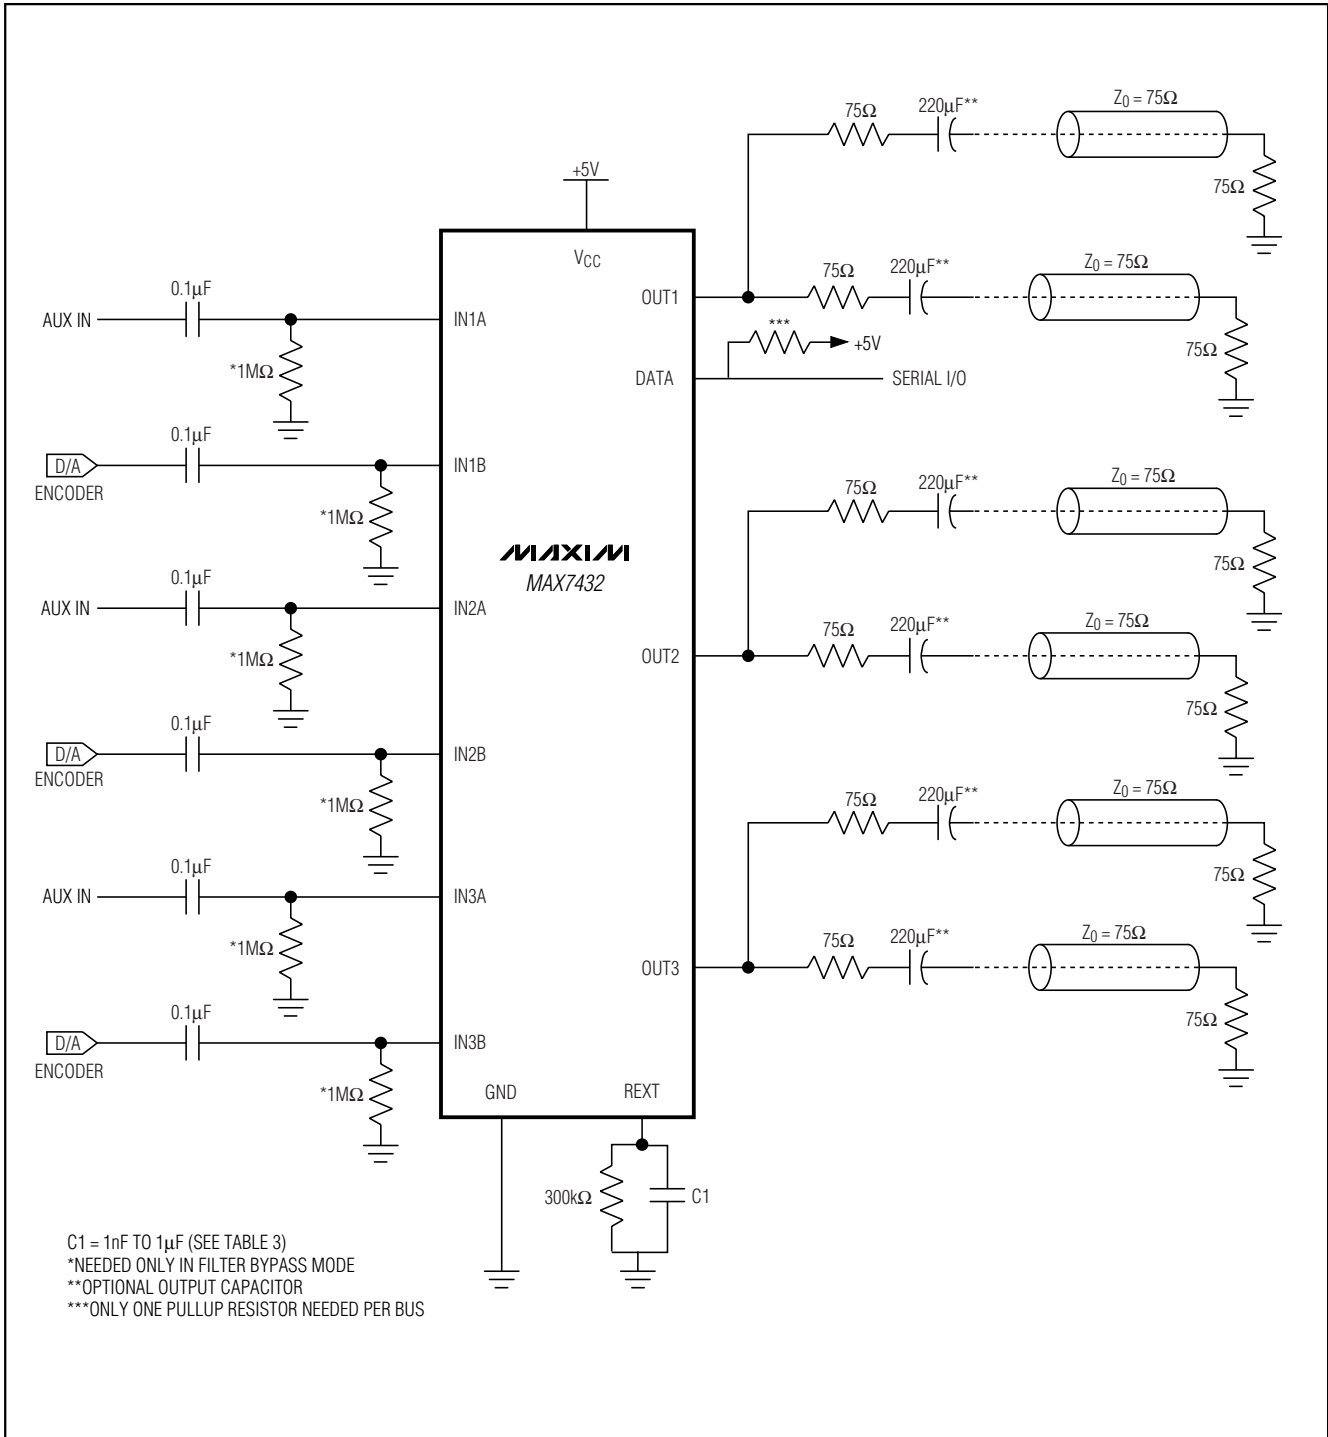 +5V
VCC
AUX IN
0.1µF
*1MΩ
IN1A
D/A
ENCODER
0.1µF
*1MΩ
IN1B
AUX IN
0.1µF
*1MΩ
IN2A
D/A
ENCODER
0.1µF
*1MΩ
IN2B
AUX IN
0.1µF
*1MΩ
IN3A
D/A
ENCODER
0.1µF
*1MΩ
IN3B
MAXIM
MAX7432
GND
REXT
300kΩ
C1
OUT1
75Ω
220µF**
Z0 = 75Ω
75Ω
75Ω
220µF**
Z0 = 75Ω
75Ω
DATA
***
+5V
SERIAL I/O
OUT2
75Ω
220µF**
Z0 = 75Ω
75Ω
75Ω
220µF**
Z0 = 75Ω
75Ω
OUT3
75Ω
220µF**
Z0 = 75Ω
75Ω
75Ω
220µF**
Z0 = 75Ω
75Ω
C1 = 1nF TO 1µF (SEE TABLE 3)
*NEEDED ONLY IN FILTER BYPASS MODE
**OPTIONAL OUTPUT CAPACITOR
***ONLY ONE PULLUP RESISTOR NEEDED PER BUS